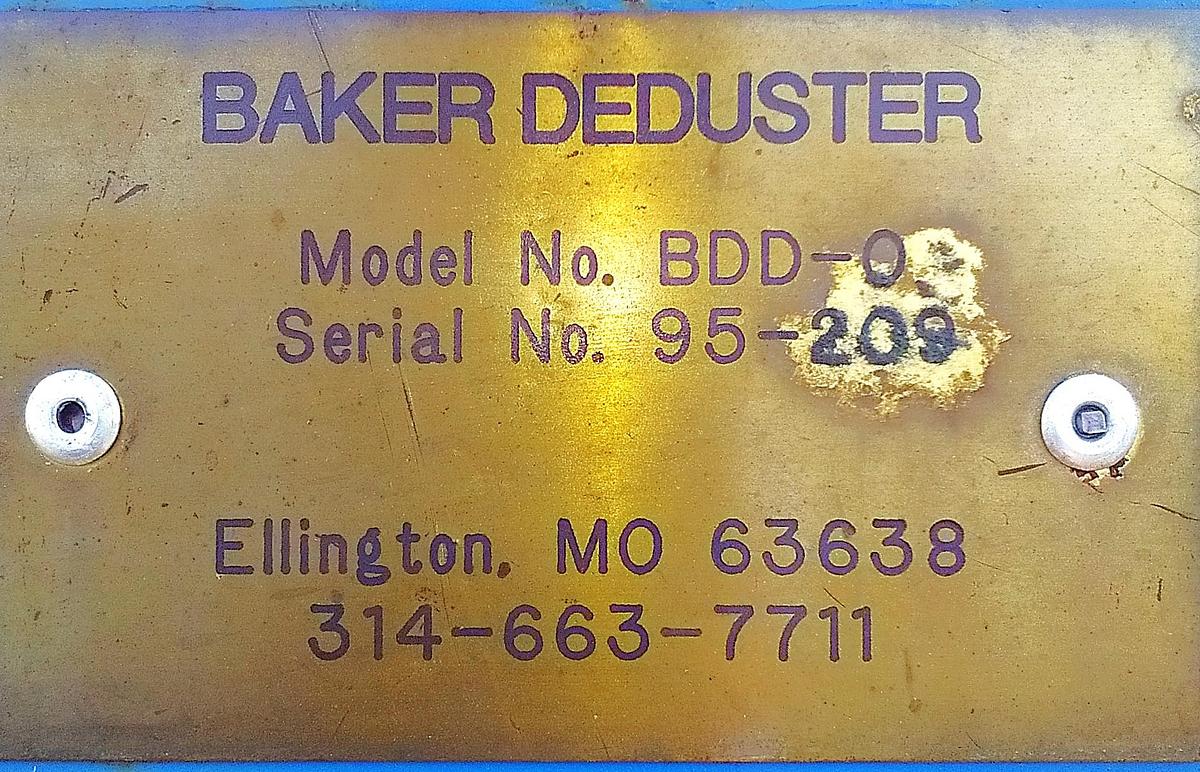 BAKER DEDUSTER
Model No. BDD-0
Serial No. 95-209
Ellington, MO 63638
314-663-7711